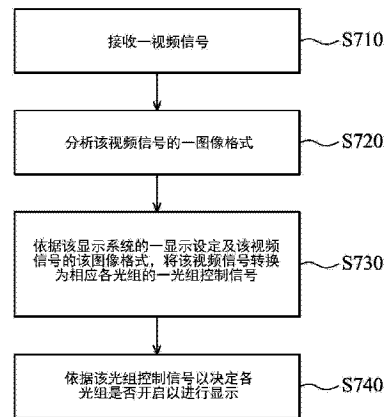 接收一视频信号
S710
分析该视频信号的一图像格式
S720
依据该显示系统的一显示设定及该视频
信号的该图像格式，将该视频信号转换
为相应各光组的一光组控制信号
S730
依据该光组控制信号以决定各
光组是否开启以进行显示
S740